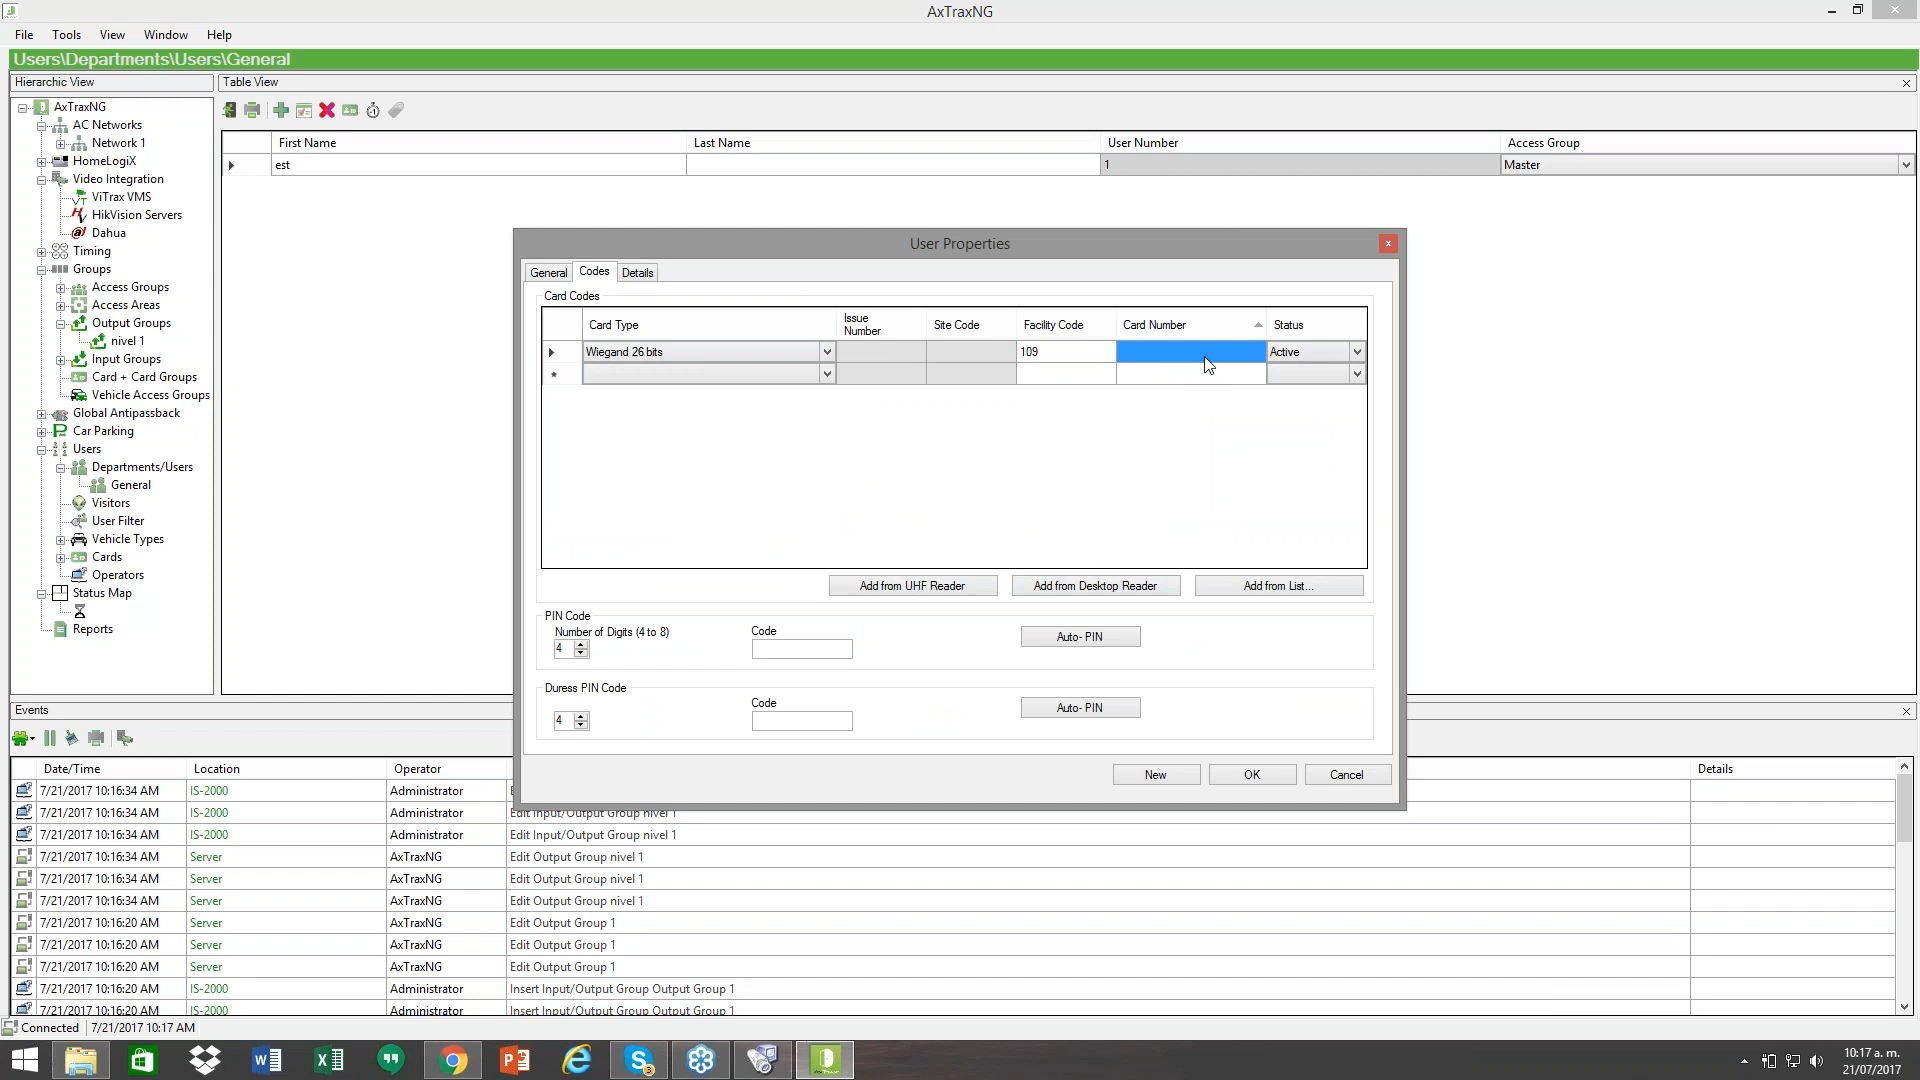 AxTraxNG
File Tools View Window Help
Users\Departments\Users\General
Hierarchic View
Table View
AxTraxNG
AC Networks
Network 1
HomeLogiX
Video Integration
ViTrax VMS
HikVision Servers
Dahua
Timing
Groups
Access Groups
Access Areas
Output Groups
nivel 1
Input Groups
Card + Card Groups
Vehicle Access Groups
Global Antipassback
Car Parking
Users
Departments/Users
General
Visitors
User Filter
Vehicle Types
Cards
Operators
Status Map
Reports
First Name Last Name User Number Access Group
est 1 Master
User Properties
General Codes Details
Card Codes
Card Type Issue Number Site Code Facility Code Card Number Status
Wiegand 26 bits 109 Active
Add from UHF Reader Add from Desktop Reader Add from List...
PIN Code
Number of Digits (4 to 8) Code
4 Auto- PIN
Duress PIN Code
Code
4 Auto- PIN
New OK Cancel
Events
Date/Time Location Operator Details
7/21/2017 10:16:34 AM IS-2000 Administrator
7/21/2017 10:16:34 AM IS-2000 Administrator Edit Input/Output Group nivel 1
7/21/2017 10:16:34 AM IS-2000 Administrator Edit Input/Output Group nivel 1
7/21/2017 10:16:34 AM Server AxTraxNG Edit Output Group nivel 1
7/21/2017 10:16:34 AM Server AxTraxNG Edit Output Group nivel 1
7/21/2017 10:16:34 AM Server AxTraxNG Edit Output Group nivel 1
7/21/2017 10:16:20 AM Server AxTraxNG Edit Output Group 1
7/21/2017 10:16:20 AM Server AxTraxNG Edit Output Group 1
7/21/2017 10:16:20 AM Server AxTraxNG Edit Output Group 1
7/21/2017 10:16:20 AM IS-2000 Administrator Insert Input/Output Group Output Group 1
7/21/2017 10:16:20 AM IS-2000 Administrator Insert Input/Output Group Output Group 1
Connected 7/21/2017 10:17 AM
10:17 a. m.
21/07/2017